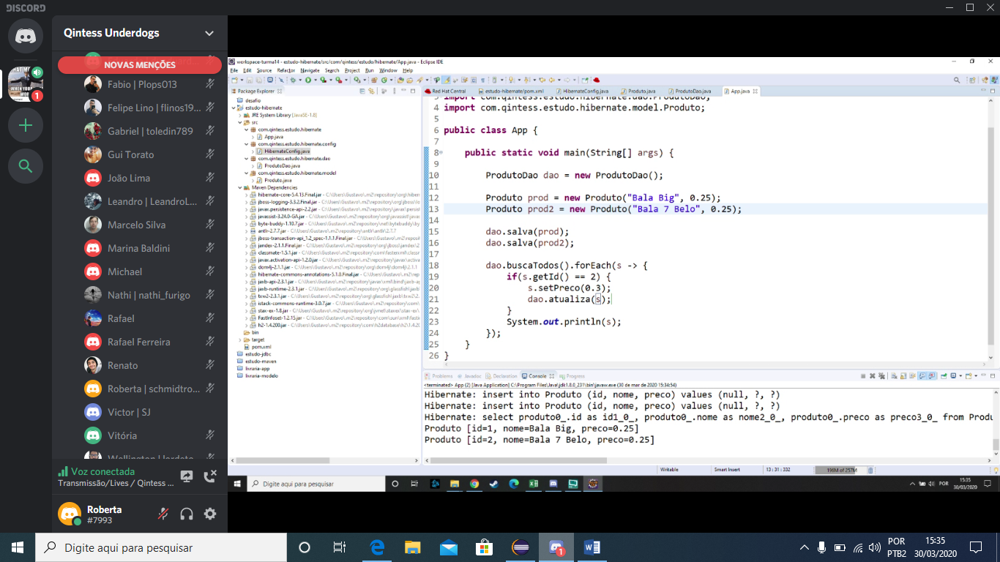 DISCORD
Qintess Underdogs
NOVAS MENÇÕES
Fabio | Plops013
Felipe Lino | flinos19...
Gabriel | toledin789
Gui Torato
João Lima
Leandro | LeandroL...
Marcelo Silva
Marina Baldini
Michael
Nathi | nathi_furigo
Rafael
Rafael Ferreira
Renato
Roberta | schmidtro...
Victor | SJ
Vitória
Voz conectada
Transmissão/Lives / Qintess ...
Roberta
#7993
1
workspace-turma14 - estudo-hibernate/src/com/qintess/estudo/hibernate/App.java - Eclipse IDE
File Edit Source Refactor Navigate Search Project Run Window Help
Package Explorer
desafio
estudo-hibernate
JRE System Library [JavaSE-1.8]
src
com.qintess.estudo.hibernate
App.java
com.qintess.estudo.hibernate.config
HibernateConfig.java
com.qintess.estudo.hibernate.dao
ProdutoDao.java
com.qintess.estudo.hibernate.model
Produto.java
Maven Dependencies
hibernate-core-5.4.13.Final.jar - C:\Users\Gustavo\.m2\repository\org\hiber
jboss-logging-3.3.2.Final.jar - C:\Users\Gustavo\.m2\repository\org\jboss\lo
javax.persistence-api-2.2.jar - C:\Users\Gustavo\.m2\repository\javax\persis
javassist-3.24.0-GA.jar - C:\Users\Gustavo\.m2\repository\org\javassist\java
byte-buddy-1.10.7.jar - C:\Users\Gustavo\.m2\repository\net\bytebuddy\by
antlr-2.7.7.jar - C:\Users\Gustavo\.m2\repository\antlr\antlr\2.7.7
jboss-transaction-api_1.2_spec-1.1.1.Final.jar - C:\Users\Gustavo\.m2\repos
jandex-2.1.1.Final.jar - C:\Users\Gustavo\.m2\repository\org\jboss\jandex\2
classmate-1.5.1.jar - C:\Users\Gustavo\.m2\repository\com\fasterxml\class
javax.activation-api-1.2.0.jar - C:\Users\Gustavo\.m2\repository\javax\activat
dom4j-2.1.1.jar - C:\Users\Gustavo\.m2\repository\org\dom4j\dom4j\2.1.1
hibernate-commons-annotations-5.1.0.Final.jar - C:\Users\Gustavo\.m2\rep
jaxb-api-2.3.1.jar - C:\Users\Gustavo\.m2\repository\javax\xml\bind\jaxb-ap
jaxb-runtime-2.3.1.jar - C:\Users\Gustavo\.m2\repository\org\glassfish\jaxb
txw2-2.3.1.jar - C:\Users\Gustavo\.m2\repository\org\glassfish\jaxb\txw2\2.
istack-commons-runtime-3.0.7.jar - C:\Users\Gustavo\.m2\repository\com\
stax-ex-1.8.jar - C:\Users\Gustavo\.m2\repository\org\jvnet\staxex\stax-ex\
FastInfoset-1.2.15.jar - C:\Users\Gustavo\.m2\repository\com\sun\xml\fast
h2-1.4.200.jar - C:\Users\Gustavo\.m2\repository\com\h2database\h2\1.4.20
bin
target
pom.xml
estudo-jdbc
estudo-maven
livraria-app
livraria-modelo
Red Hat Central estudo-hibernate/pom.xml HibernateConfig.java Produto.java ProdutoDao.java App.java
3 import com.qintess.estudo.hibernate.dao.ProdutoDao;
4 import com.qintess.estudo.hibernate.model.Produto;
5
6 public class App {
7
8 public static void main(String[] args) {
9
10 ProdutoDao dao = new ProdutoDao();
11
12 Produto prod = new Produto("Bala Big", 0.25);
13 Produto prod2 = new Produto("Bala 7 Belo", 0.25);
14
15 dao.salva(prod);
16 dao.salva(prod2);
17
18 dao.buscaTodos().forEach(s -> {
19 if(s.getId() == 2) {
20 s.setPreco(0.3);
21 dao.atualiza(s);
22 }
23 System.out.println(s);
24 });
25 }
26 }
Problems Javadoc Declaration Console Progress
<terminated> App (2) [Java Application] C:\Program Files\Java\jdk1.8.0_231\bin\javaw.exe (30 de mar de 2020 15:34:54)
Hibernate: insert into Produto (id, nome, preco) values (null, ?, ?)
Hibernate: insert into Produto (id, nome, preco) values (null, ?, ?)
Hibernate: select produto0_.id as id1_0_, produto0_.nome as nome2_0_, produto0_.preco as preco3_0_ from Produ
Produto [id=1, nome=Bala Big, preco=0.25]
Produto [id=2, nome=Bala 7 Belo, preco=0.25]
Writable Smart Insert 13 : 31 : 332 196M of 257M
Digite aqui para pesquisar
POR
15:35
30/03/2020
Digite aqui para pesquisar
1
POR
PTB2
15:35
30/03/2020